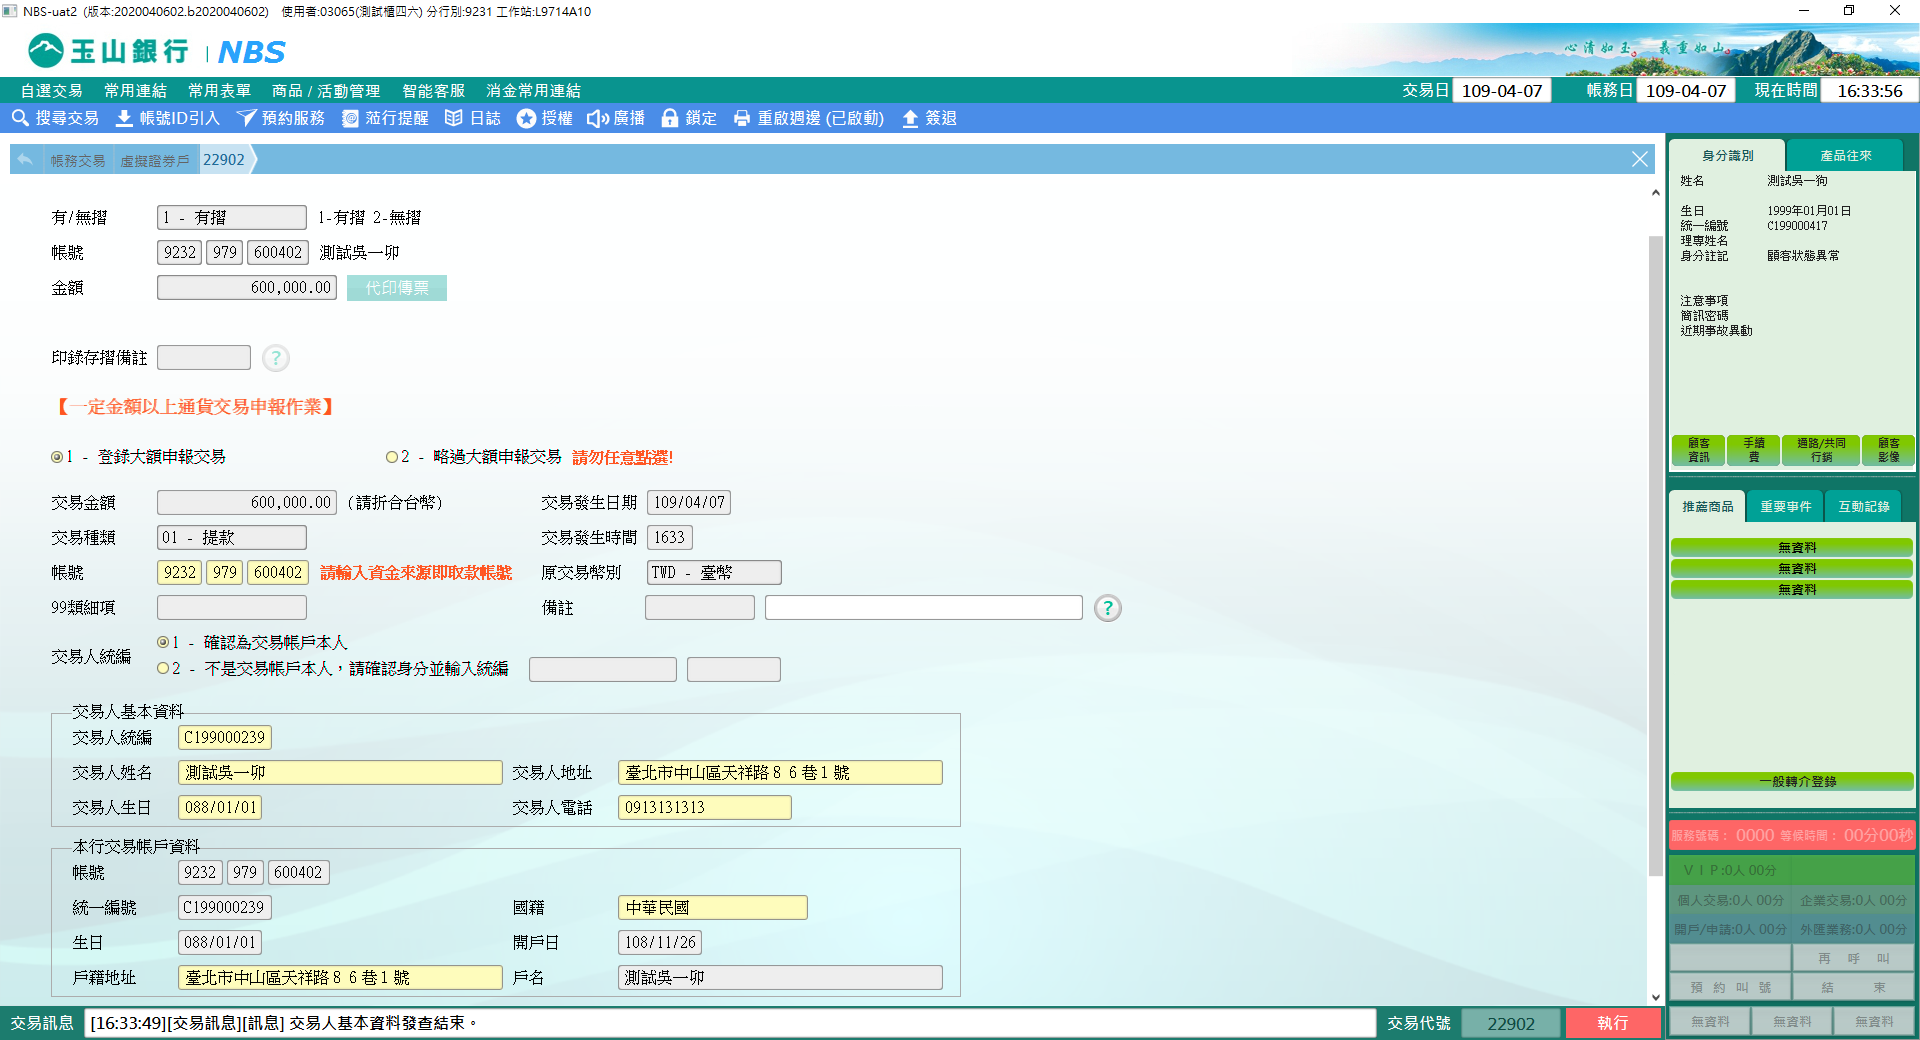 NBS-uat2 (版本:2020040602.b2020040602) 使用者:03065(測試櫃四六) 分行別:9231 工作站:L9714A10
玉山銀行 | NBS
心清如玉。 義重如山。
自選交易 常用連結 常用表單 商品 / 活動管理 智能客服 消金常用連結 交易日 109-04-07 帳務日 109-04-07 現在時間 16:33:56
搜尋交易 帳號ID引入 預約服務 蒞行提醒 日誌 授權 廣播 鎖定 重啟週邊 (已啟動) 簽退
帳務交易 虛擬證券戶 22902
有/無摺 1 - 有摺 1-有摺 2-無摺
帳號 9232 979 600402 測試吳一卯
金額 600,000.00 代印傳票
印錄存摺備註 ?
【一定金額以上通貨交易申報作業】
1 - 登錄大額申報交易 2 - 略過大額申報交易 請勿任意點選!
交易金額 600,000.00 (請折合台幣) 交易發生日期 109/04/07
交易種類 01 - 提款 交易發生時間 1633
帳號 9232 979 600402 請輸入資金來源即取款帳號 原交易幣別 TWD - 臺幣
99類細項 備註 ?
交易人統編 1 - 確認為交易帳戶本人
2 - 不是交易帳戶本人，請確認身分並輸入統編
交易人基本資料
交易人統編 C199000239
交易人姓名 測試吳一卯 交易人地址 臺北市中山區天祥路８６巷１號
交易人生日 088/01/01 交易人電話 0913131313
本行交易帳戶資料
帳號 9232 979 600402
統一編號 C199000239 國籍 中華民國
生日 088/01/01 開戶日 108/11/26
戶籍地址 臺北市中山區天祥路８６巷１號 戶名 測試吳一卯
交易訊息 [16:33:49][交易訊息][訊息] 交易人基本資料發查結束。 交易代號 22902 執行
身分識別 產品往來
姓名 測試吳一狗
生日 1999年01月01日
統一編號 C199000417
理專姓名
身分註記 顧客狀態異常
注意事項
簡訊密碼
近期事故異動
顧客資訊 手續費 通路/共同行銷 顧客影像
推薦商品 重要事件 互動記錄
無資料
無資料
無資料
一般轉介登錄
服務號碼： 0000 等候時間： 00分00秒
ＶＩＰ:0人 00分
個人交易:0人 00分 企業交易:0人 00分
開戶/申請:0人 00分 外匯業務:0人 00分
再 呼 叫
預 約 叫 號 結 束
無資料 無資料 無資料